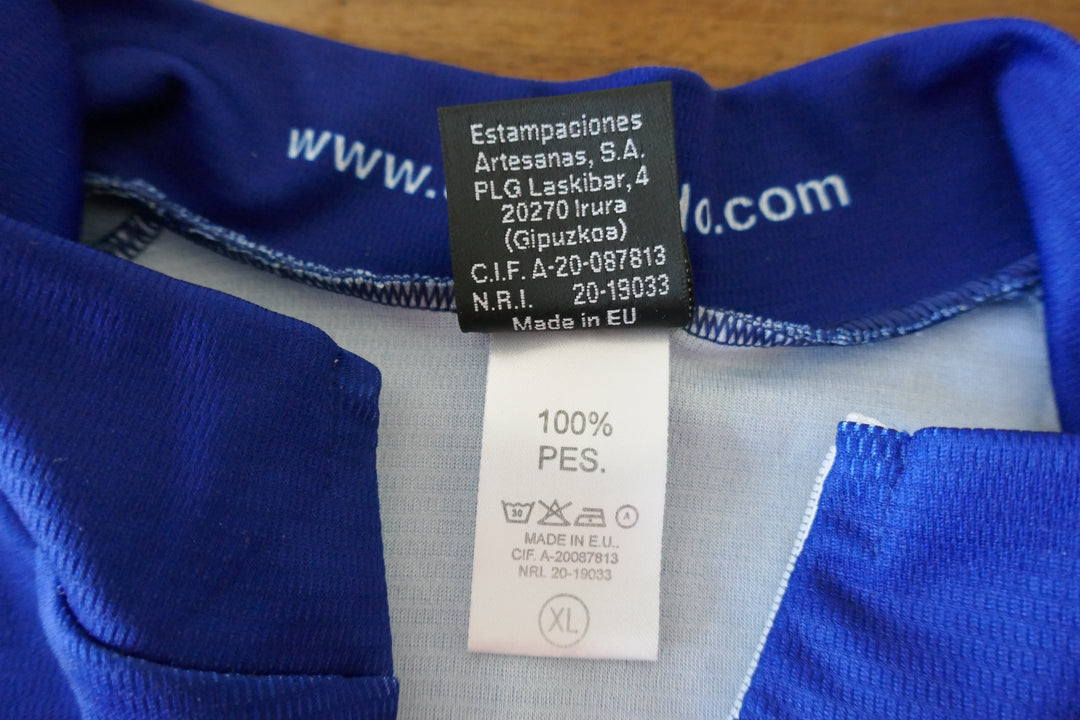 www.
.com
Estampaciones
Artesanas, S.A.
PLG Laskibar, 4
20270 Irura
(Gipuzkoa)
C.I.F. A-20-087813
N.R.I. 20-19033
Made in EU
100%
PES.
30 A
MADE IN E.U..
CIF. A-20087813
NRI. 20-19033
XL